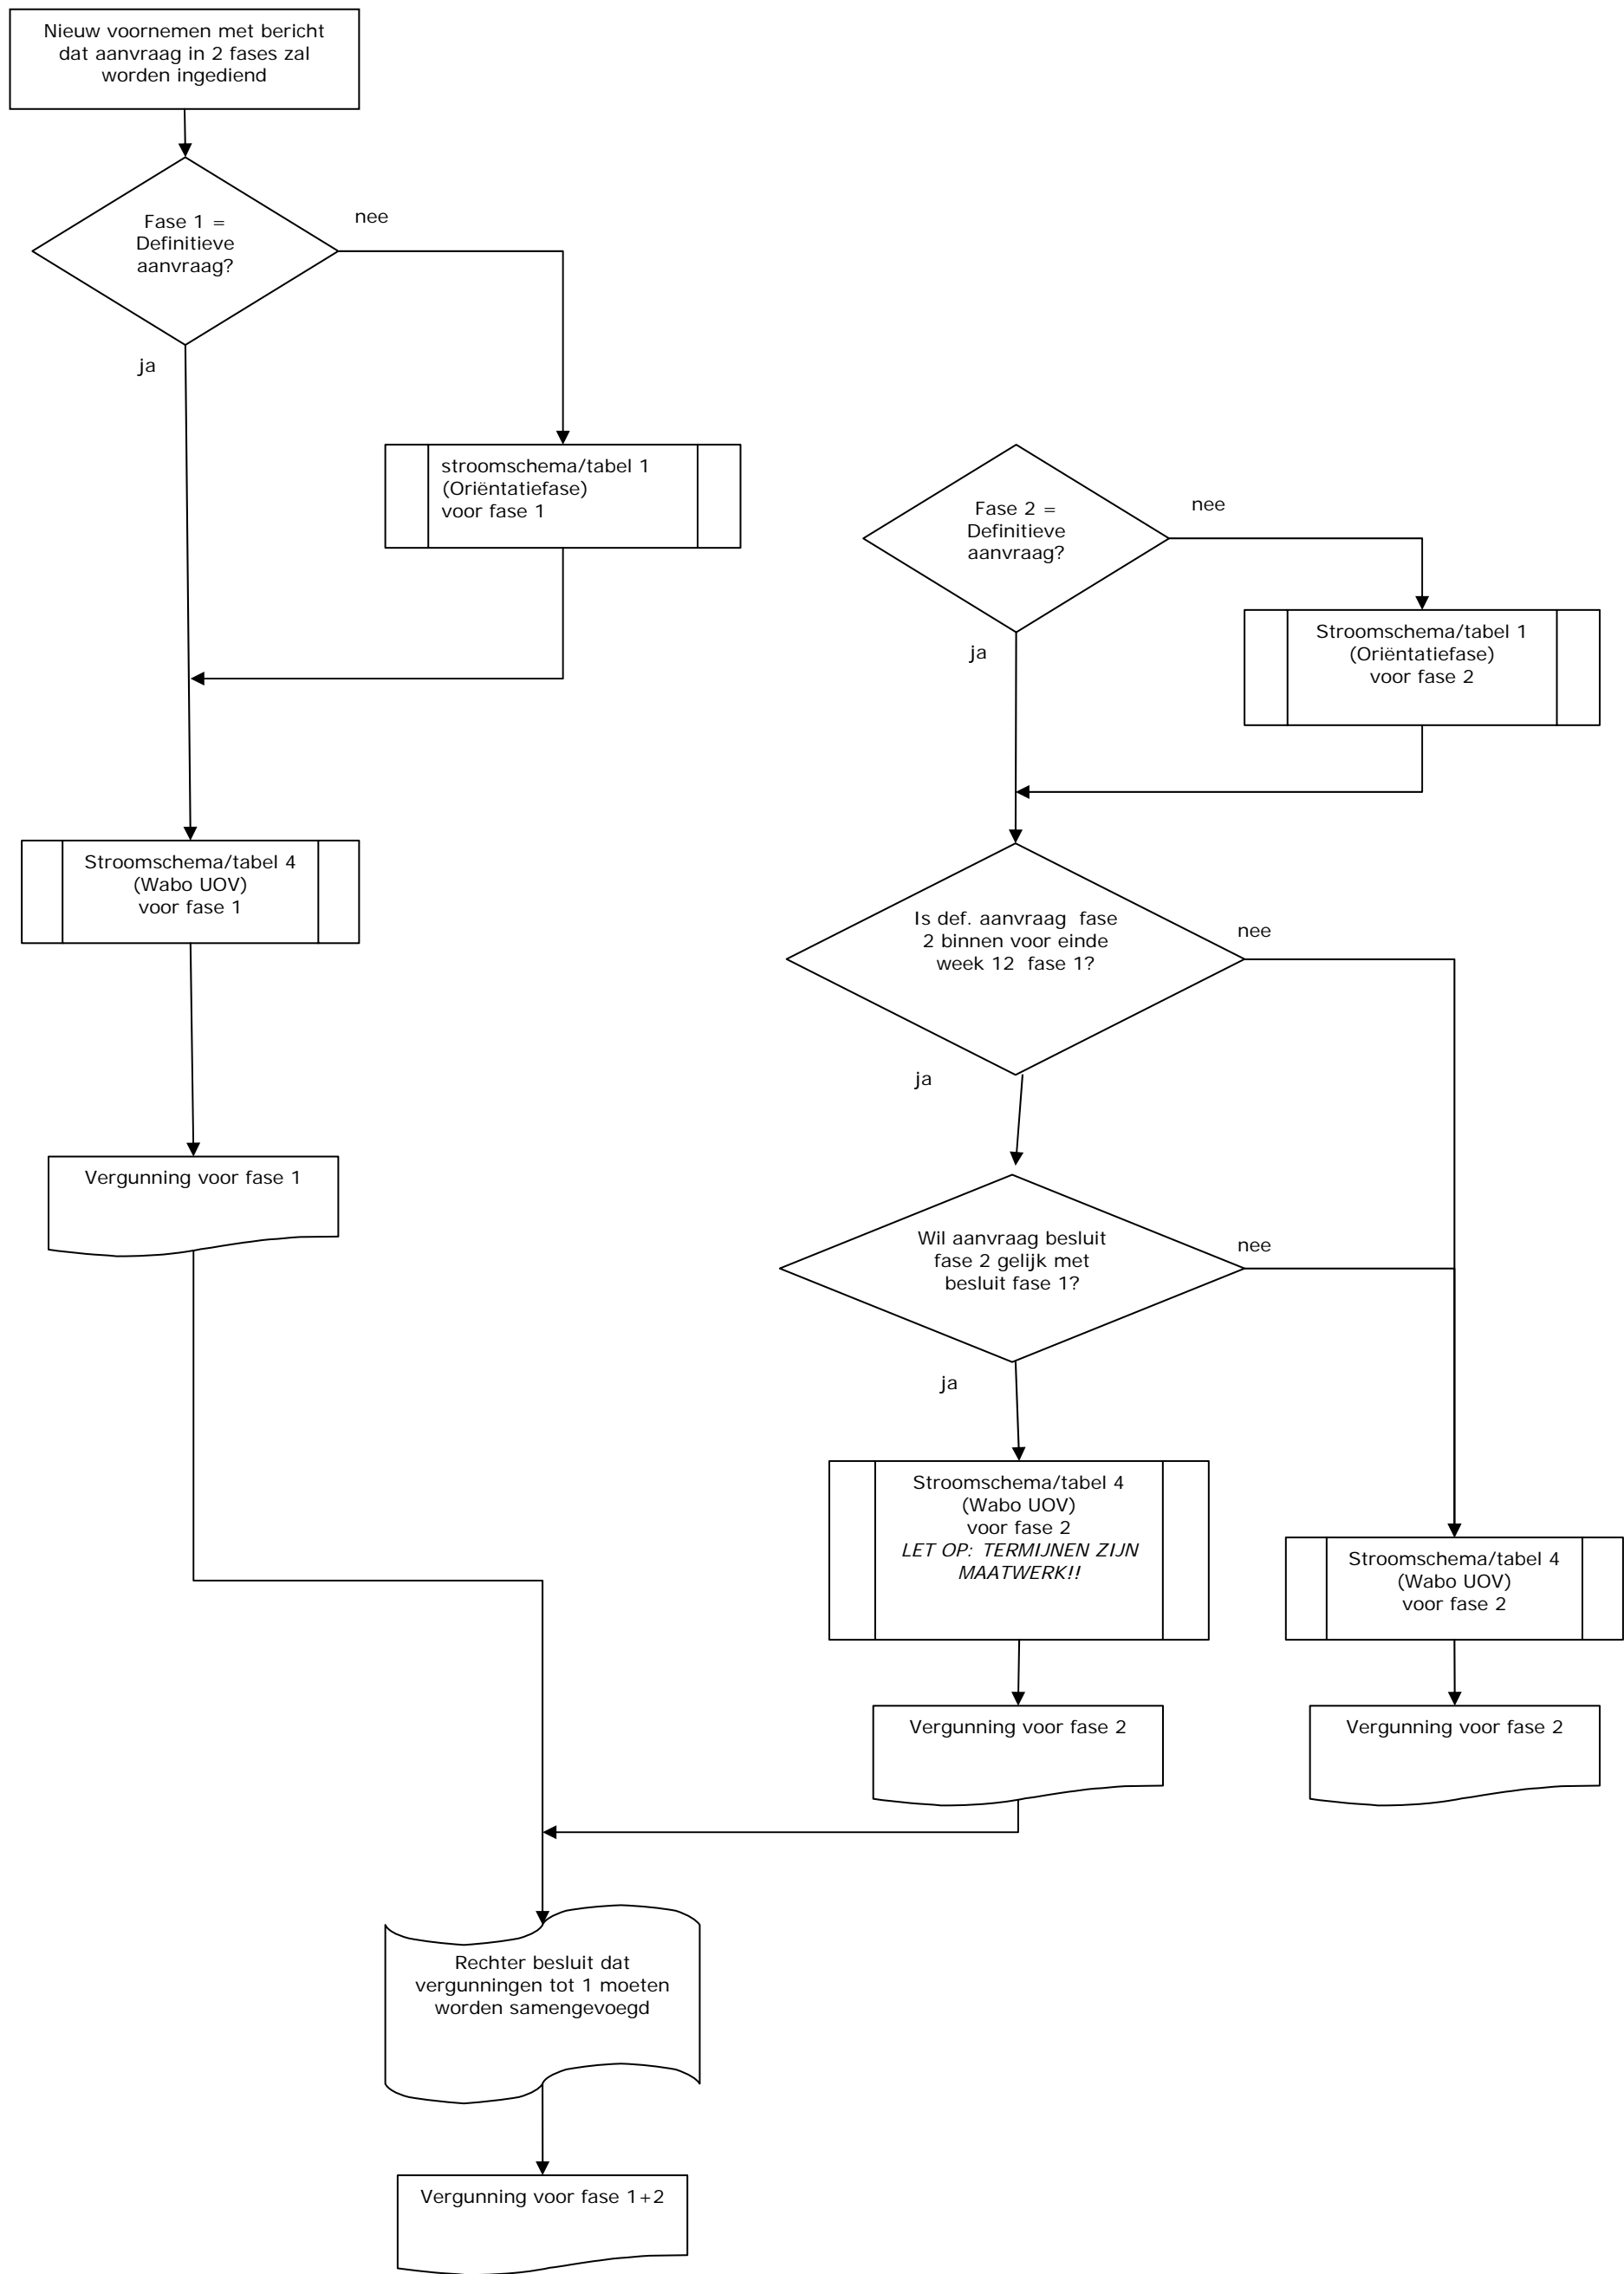 Nieuw voornemen met bericht
dat aanvraag in 2 fases zal
worden ingediend
Fase 1 =
Definitieve
aanvraag?
nee
ja
stroomschema/tabel 1
(Oriëntatiefase)
voor fase 1
Stroomschema/tabel 4
(Wabo UOV)
voor fase 1
Vergunning voor fase 1
Fase 2 =
Definitieve
aanvraag?
nee
ja
Stroomschema/tabel 1
(Oriëntatiefase)
voor fase 2
Is def. aanvraag fase
2 binnen voor einde
week 12 fase 1?
nee
ja
Wil aanvraag besluit
fase 2 gelijk met
besluit fase 1?
nee
ja
Stroomschema/tabel 4
(Wabo UOV)
voor fase 2
LET OP: TERMIJNEN ZIJN
MAATWERK!!
Stroomschema/tabel 4
(Wabo UOV)
voor fase 2
Vergunning voor fase 2
Vergunning voor fase 2
Rechter besluit dat
vergunningen tot 1 moeten
worden samengevoegd
Vergunning voor fase 1+2